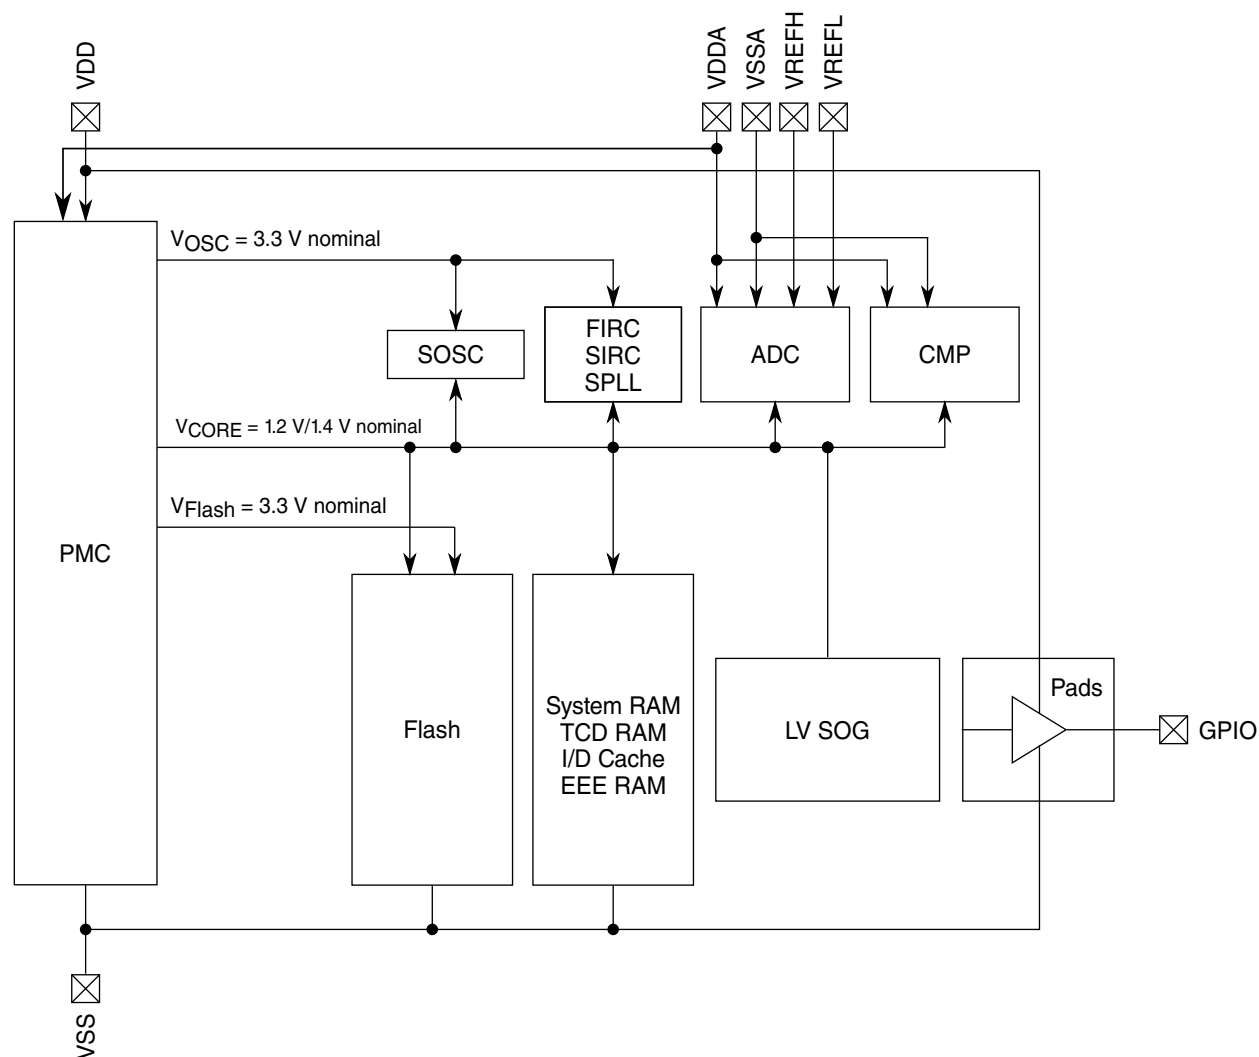 VDD
VDDA
VSSA
VREFH
VREFL
VOSC = 3.3 V nominal
FIRC
SIRC
SPLL
SOSC
ADC
CMP
VCORE = 1.2 V/1.4 V nominal
VFlash = 3.3 V nominal
PMC
Flash
System RAM
TCD RAM
I/D Cache
EEE RAM
LV SOG
Pads
GPIO
VSS